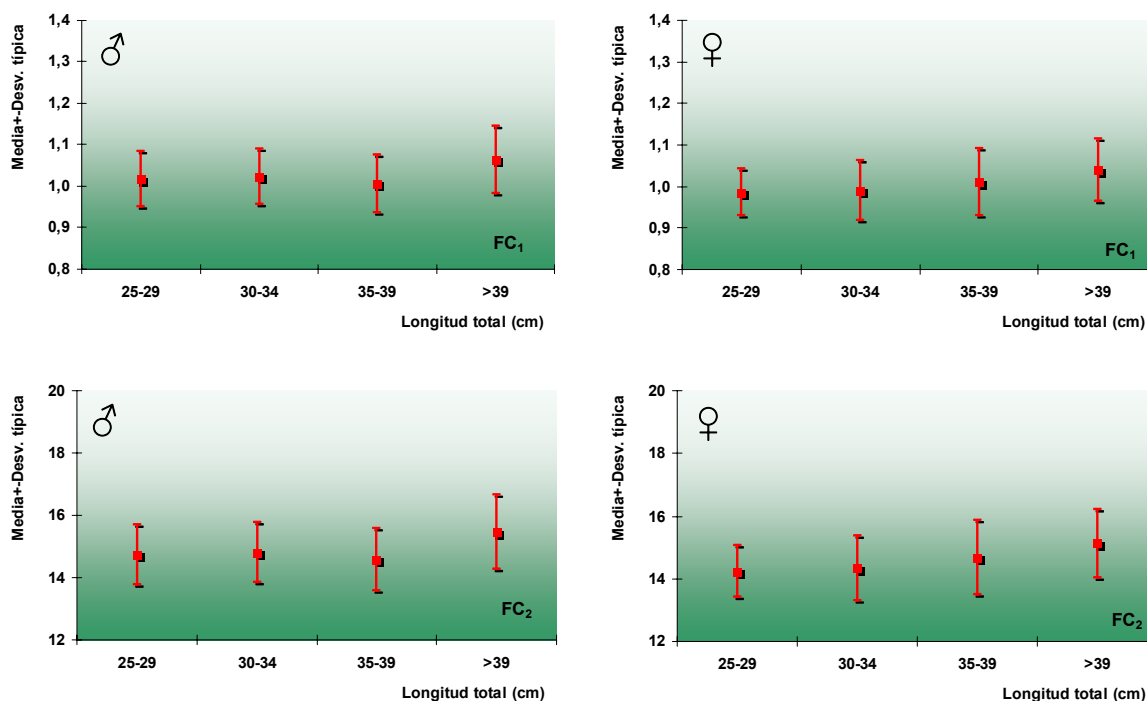 Media+-Desv. típica
1,4
1,3
1,2
1,1
1,0
0,9
0,8
♂
FC₁
25-29 30-34 35-39 >39
Longitud total (cm)
Media+-Desv. típica
1,4
1,3
1,2
1,1
1,0
0,9
0,8
♀
FC₁
25-29 30-34 35-39 >39
Longitud total (cm)
Media+-Desv. típica
20
18
16
14
12
♂
FC₂
25-29 30-34 35-39 >39
Longitud total (cm)
Media+-Desv. típica
20
18
16
14
12
♀
FC₂
25-29 30-34 35-39 >39
Longitud total (cm)